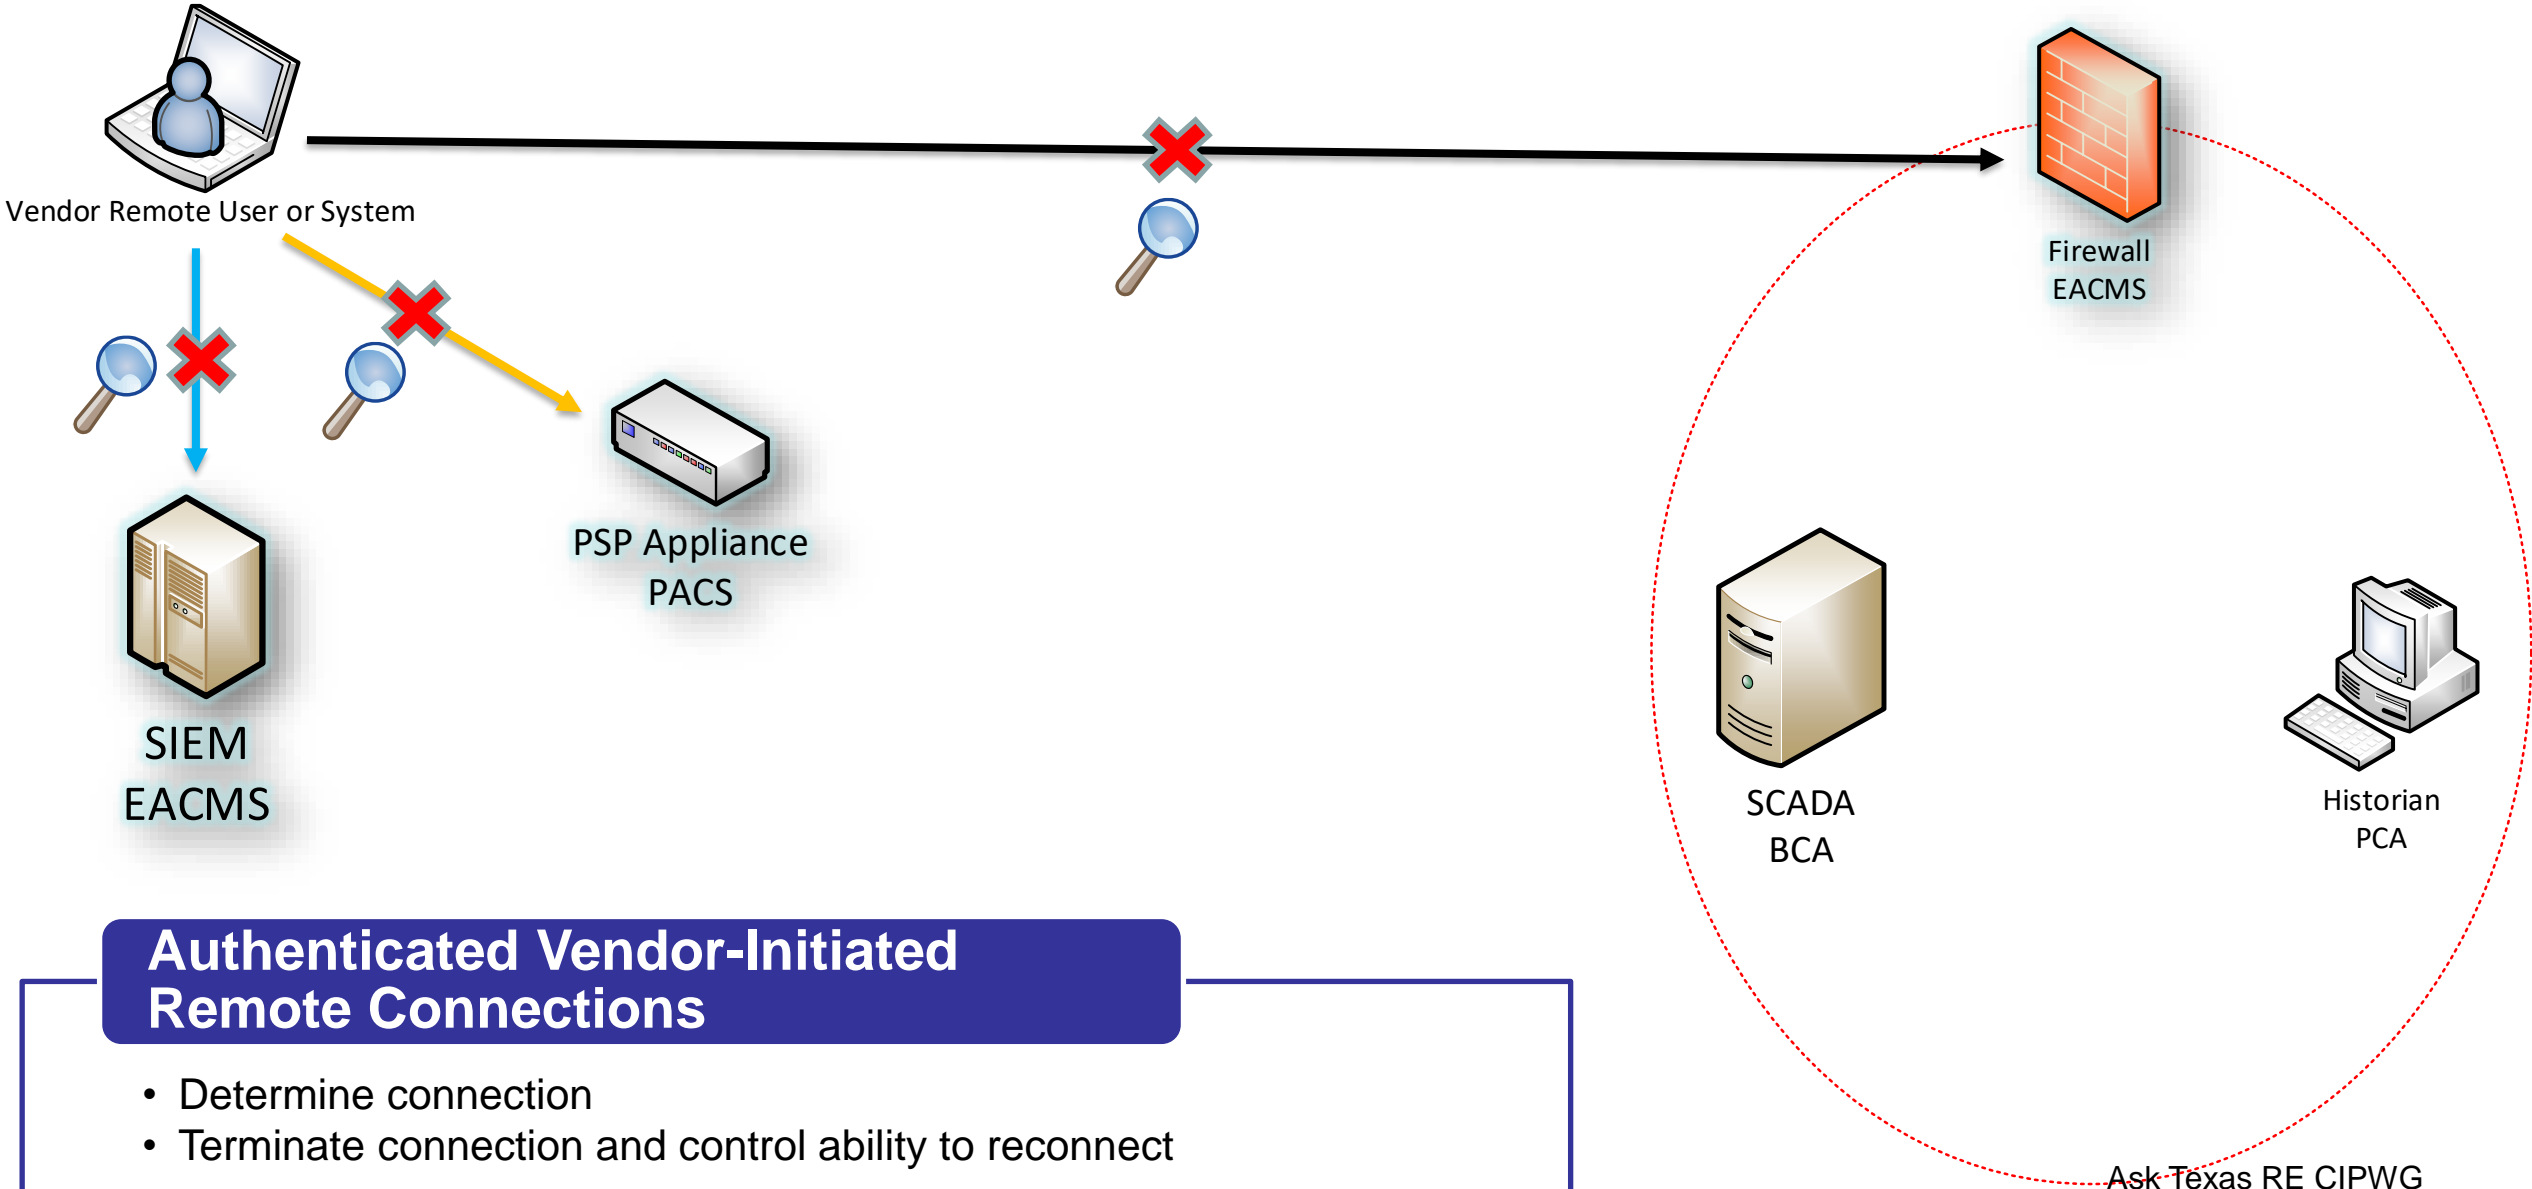 Vendor Remote User or System
Firewall
EACMS
PSP Appliance
PACS
SIEM
EACMS
SCADA
BCA
Historian
PCA
Authenticated Vendor-Initiated
Remote Connections
• Determine connection
• Terminate connection and control ability to reconnect
Ask Texas RE CIPWG